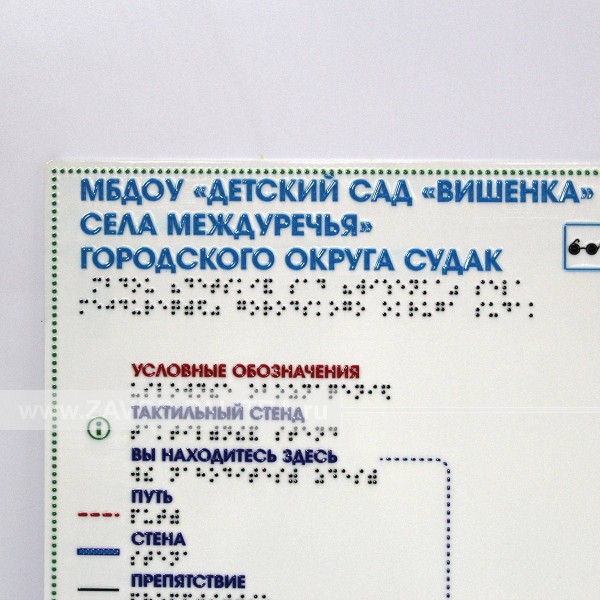 МБДОУ «ДЕТСКИЙ САД «ВИШЕНКА»
СЕЛА МЕЖДУРЕЧЬЯ»
ГОРОДСКОГО ОКРУГА СУДАК
УСЛОВНЫЕ ОБОЗНАЧЕНИЯ
ТАКТИЛЬНЫЙ СТЕНД
ВЫ НАХОДИТЕСЬ ЗДЕСЬ
ПУТЬ
СТЕНА
ПРЕПЯТСТВИЕ